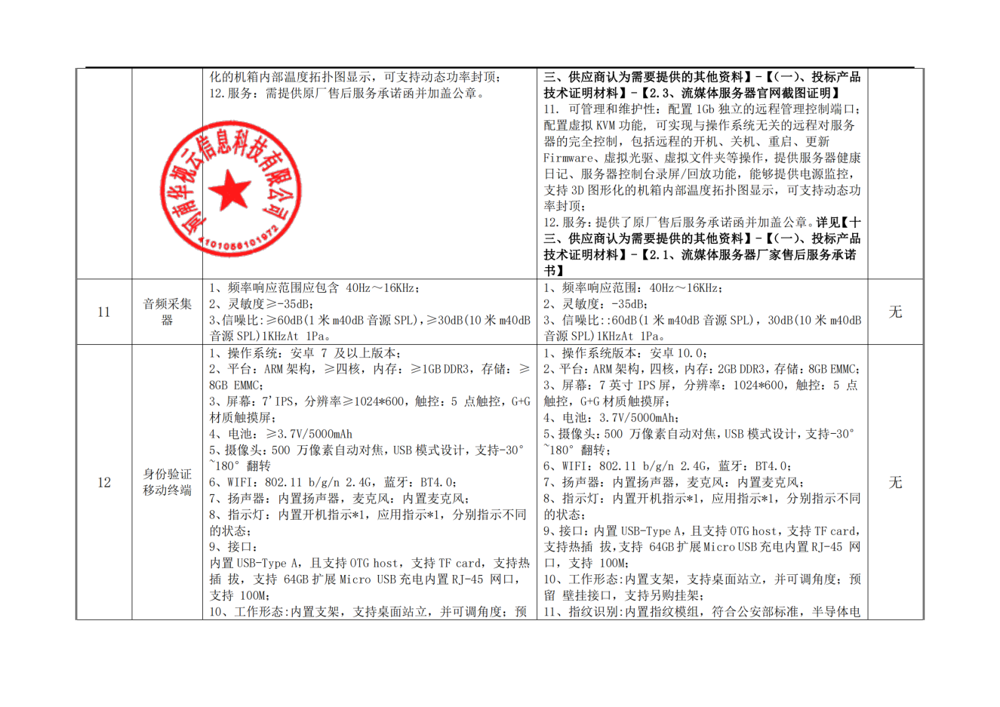 化的机箱内部温度拓扑图显示，可支持动态功率封顶；
12.服务：需提供原厂售后服务承诺函并加盖公章。
河南华视云信息科技有限公司
4101056101972
三、供应商认为需要提供的其他资料】-【（一）、投标产品
技术证明材料】-【2.3、流媒体服务器官网截图证明】
11. 可管理和维护性：配置 1Gb 独立的远程管理控制端口；
配置虚拟 KVM 功能, 可实现与操作系统无关的远程对服务
器的完全控制，包括远程的开机、关机、重启、更新
Firmware、虚拟光驱、虚拟文件夹等操作，提供服务器健康
日记、服务器控制台录屏/回放功能，能够提供电源监控，
支持 3D 图形化的机箱内部温度拓扑图显示，可支持动态功
率封顶；
12.服务：提供了原厂售后服务承诺函并加盖公章。详见【十
三、供应商认为需要提供的其他资料】-【（一）、投标产品
技术证明材料】-【2.1、流媒体服务器厂家售后服务承诺
书】
11
音频采集
器
1、频率响应范围应包含 40Hz～16KHz；
2、灵敏度≥-35dB；
3、信噪比:≥60dB(1 米 m40dB 音源 SPL)，≥30dB(10 米 m40dB
音源 SPL)1KHzAt 1Pa。
1、频率响应范围：40Hz～16KHz；
2、灵敏度：-35dB；
3、信噪比::60dB(1 米 m40dB 音源 SPL)，30dB(10 米 m40dB
音源 SPL)1KHzAt 1Pa。
无
12
身份验证
移动终端
1、操作系统：安卓 7 及以上版本；
2、平台：ARM 架构，≥四核，内存：≥1GB DDR3，存储：≥
8GB EMMC；
3、屏幕：7'IPS，分辨率≥1024*600，触控：5 点触控，G+G
材质触摸屏；
4、电池：≥3.7V/5000mAh
5、摄像头：500 万像素自动对焦，USB 模式设计，支持-30°
~180° 翻转
6、WIFI：802.11 b/g/n 2.4G，蓝牙：BT4.0；
7、扬声器：内置扬声器，麦克风：内置麦克风；
8、指示灯：内置开机指示*1，应用指示*1，分别指示不同
的状态；
9、接口：
内置 USB-Type A，且支持 OTG host，支持 TF card，支持热
插 拔，支持 64GB 扩展 Micro USB 充电内置 RJ-45 网口，
支持 100M；
10、工作形态:内置支架，支持桌面站立，并可调角度；预
1、操作系统版本：安卓 10.0；
2、平台：ARM 架构，四核，内存：2GB DDR3，存储：8GB EMMC；
3、屏幕：7 英寸 IPS 屏，分辨率：1024*600，触控：5 点
触控，G+G 材质触摸屏；
4、电池：3.7V/5000mAh；
5、摄像头：500 万像素自动对焦，USB 模式设计，支持-30°
~180° 翻转；
6、WIFI：802.11 b/g/n 2.4G，蓝牙：BT4.0；
7、扬声器：内置扬声器，麦克风：内置麦克风；
8、指示灯：内置开机指示*1，应用指示*1，分别指示不同
的状态；
9、接口：内置 USB-Type A，且支持 OTG host，支持 TF card，
支持热插 拔，支持 64GB 扩展 Micro USB 充电内置 RJ-45 网
口，支持 100M；
10、工作形态:内置支架，支持桌面站立，并可调角度；预
留 壁挂接口，支持另购挂架；
11、指纹识别:内置指纹模组，符合公安部标准，半导体电
无